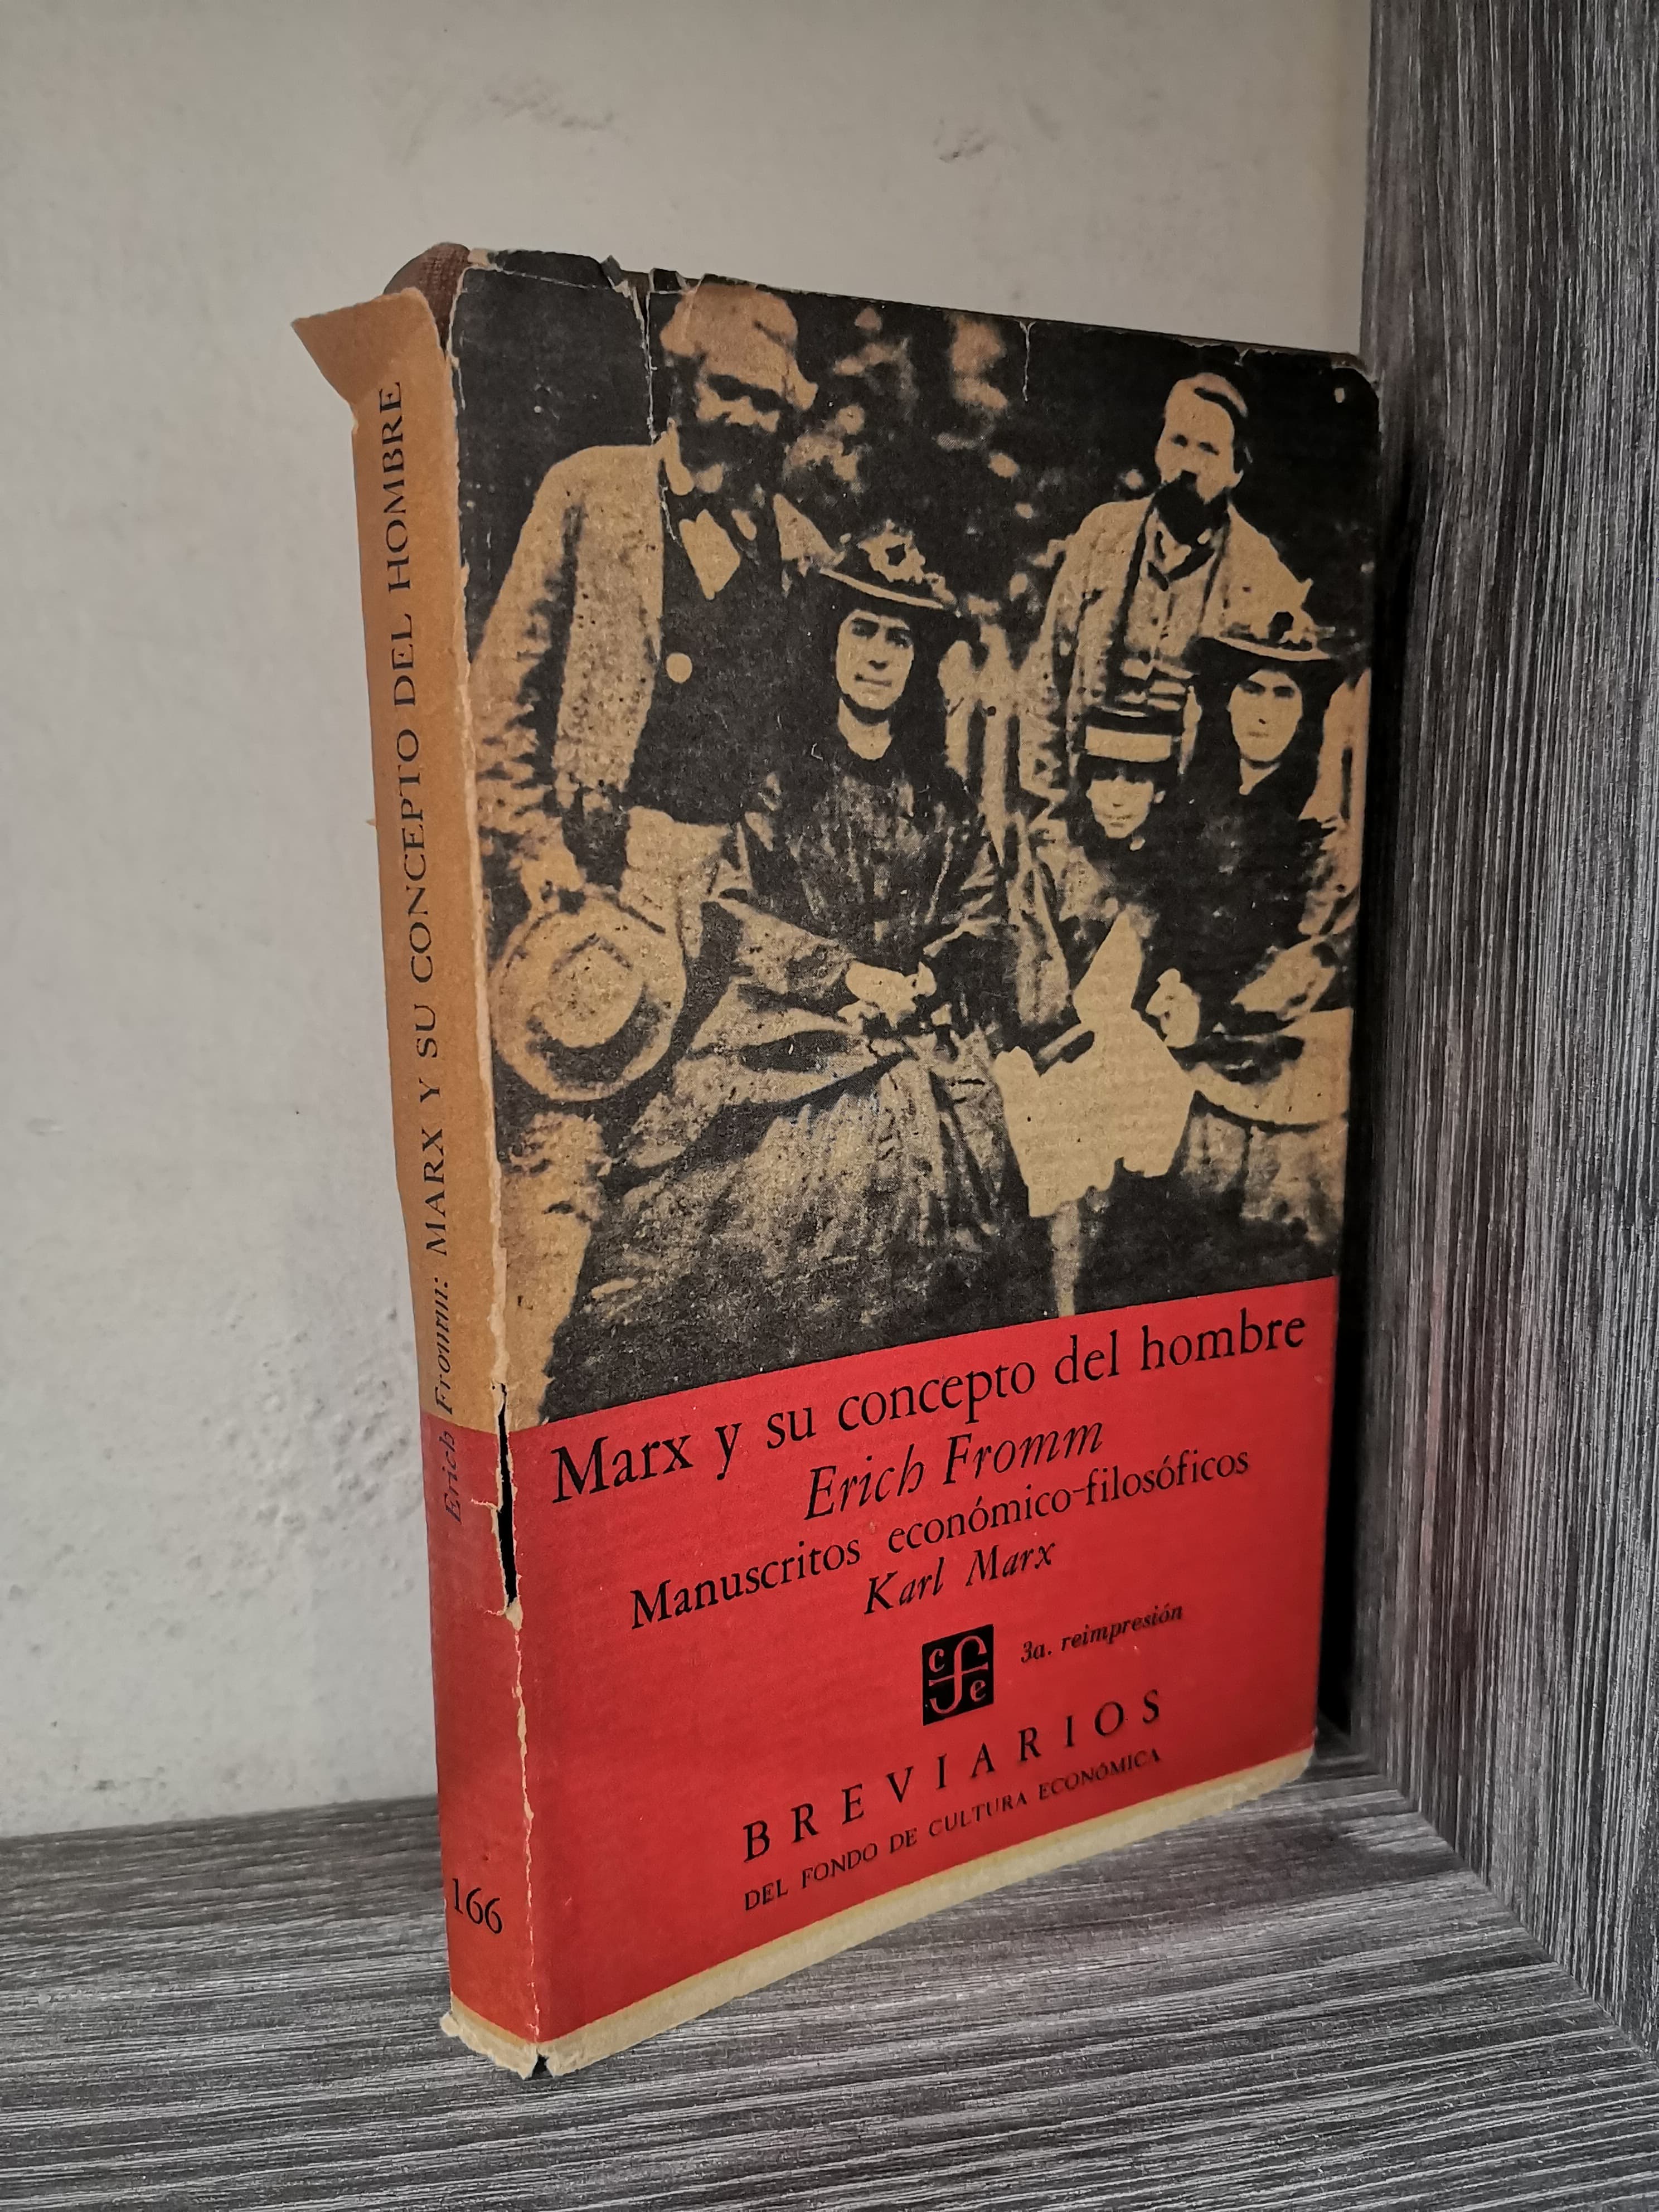 Erich Fromm: MARX Y SU CONCEPTO DEL HOMBRE
166
Marx y su concepto del hombre
Erich Fromm
Manuscritos económico-filosóficos
Karl Marx
cfe 3a. reimpresión
BREVIARIOS
DEL FONDO DE CULTURA ECONÓMICA